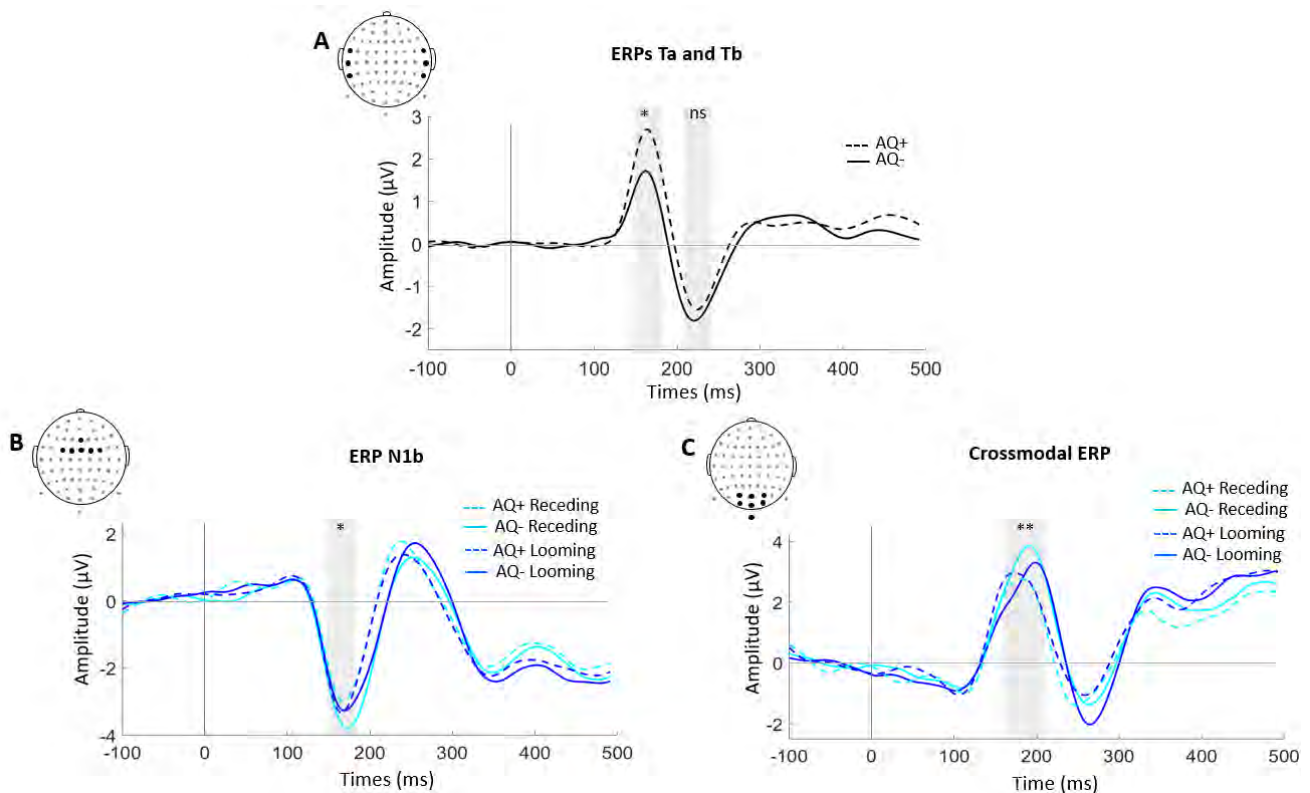 A
ERPs Ta and Tb
* ns
AQ+
AQ-
Amplitude (µV)
3
2
1
0
-1
-2
-100 0 100 200 300 400 500
Times (ms)
B
ERP N1b
AQ+ Receding
AQ- Receding
AQ+ Looming
AQ- Looming
*
Amplitude (µV)
2
0
-2
-4
-100 0 100 200 300 400 500
Times (ms)
C
Crossmodal ERP
AQ+ Receding
AQ- Receding
AQ+ Looming
AQ- Looming
**
Amplitude (µV)
4
2
0
-2
-100 0 100 200 300 400 500
Time (ms)